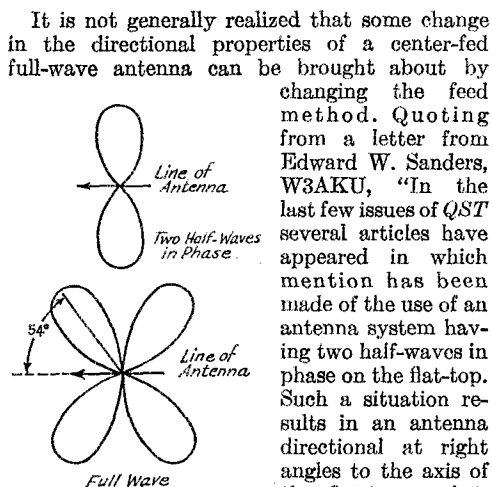 It is not generally realized that some change
in the directional properties of a center-fed
full-wave antenna can be brought about by
changing the feed
method. Quoting
from a letter from
Edward W. Sanders,
W3AKU, “In the
last few issues of QST
several articles have
appeared in which
mention has been
made of the use of an
antenna system hav-
ing two half-waves in
phase on the flat-top.
Such a situation re-
sults in an antenna
directional at right
angles to the axis of
Line of
Antenna
Two Half-Waves
in Phase
54°
Line of
Antenna
Full Wave